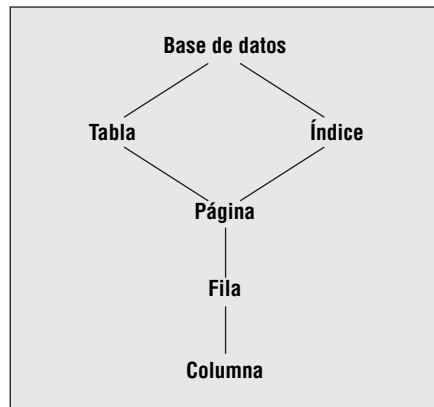 Base de datos
Tabla Índice
Página
Fila
Columna